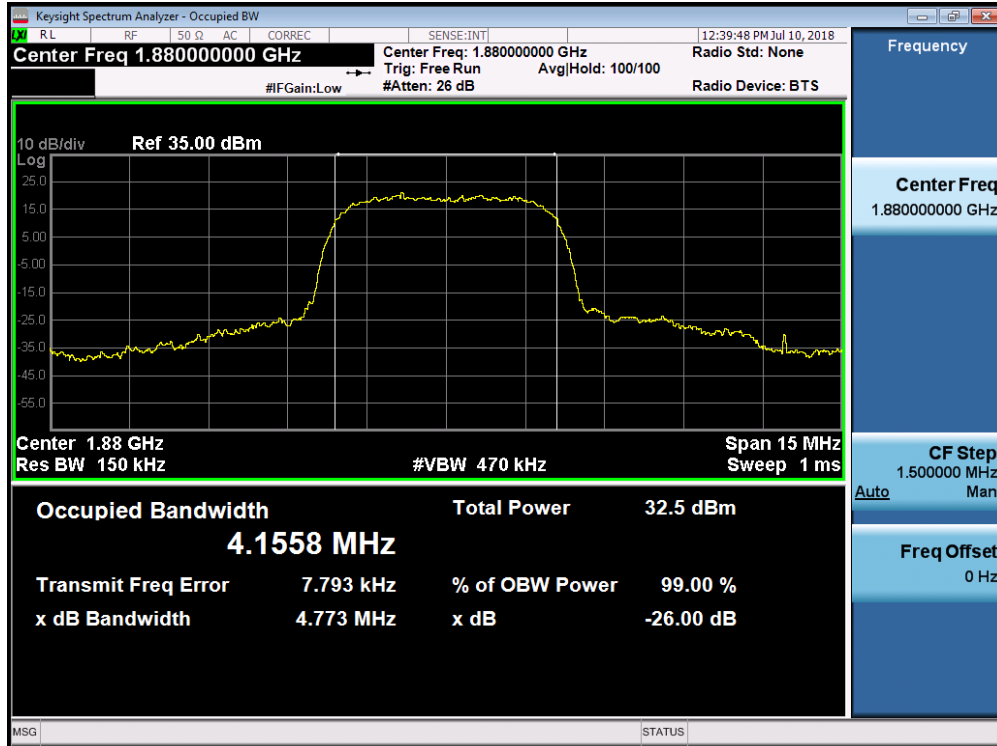 Keysight Spectrum Analyzer - Occupied BW
LXI RL RF 50 Ω AC CORREC SENSE:INT 12:39:48 PM Jul 10, 2018
Center Freq 1.880000000 GHz
#IFGain:Low
Center Freq: 1.880000000 GHz
Trig: Free Run Avg|Hold: 100/100
#Atten: 26 dB
Radio Std: None
Radio Device: BTS
10 dB/div Ref 35.00 dBm
Log
25.0
15.0
5.00
-5.00
-15.0
-25.0
-35.0
-45.0
-55.0
Center 1.88 GHz Span 15 MHz
Res BW 150 kHz #VBW 470 kHz Sweep 1 ms
Occupied Bandwidth Total Power 32.5 dBm
4.1558 MHz
Transmit Freq Error 7.793 kHz % of OBW Power 99.00 %
x dB Bandwidth 4.773 MHz x dB -26.00 dB
MSG STATUS
Frequency
Center Freq
1.880000000 GHz
CF Step
1.500000 MHz
Auto Man
Freq Offset
0 Hz